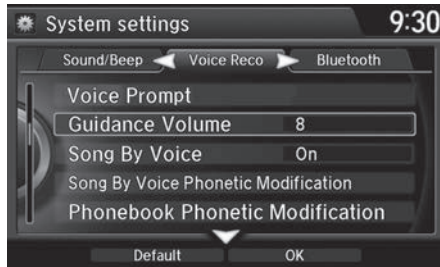 System settings 9:30
Sound/Beep Voice Reco Bluetooth
Voice Prompt
Guidance Volume 8
Song By Voice On
Song By Voice Phonetic Modification
Phonebook Phonetic Modification
Default OK